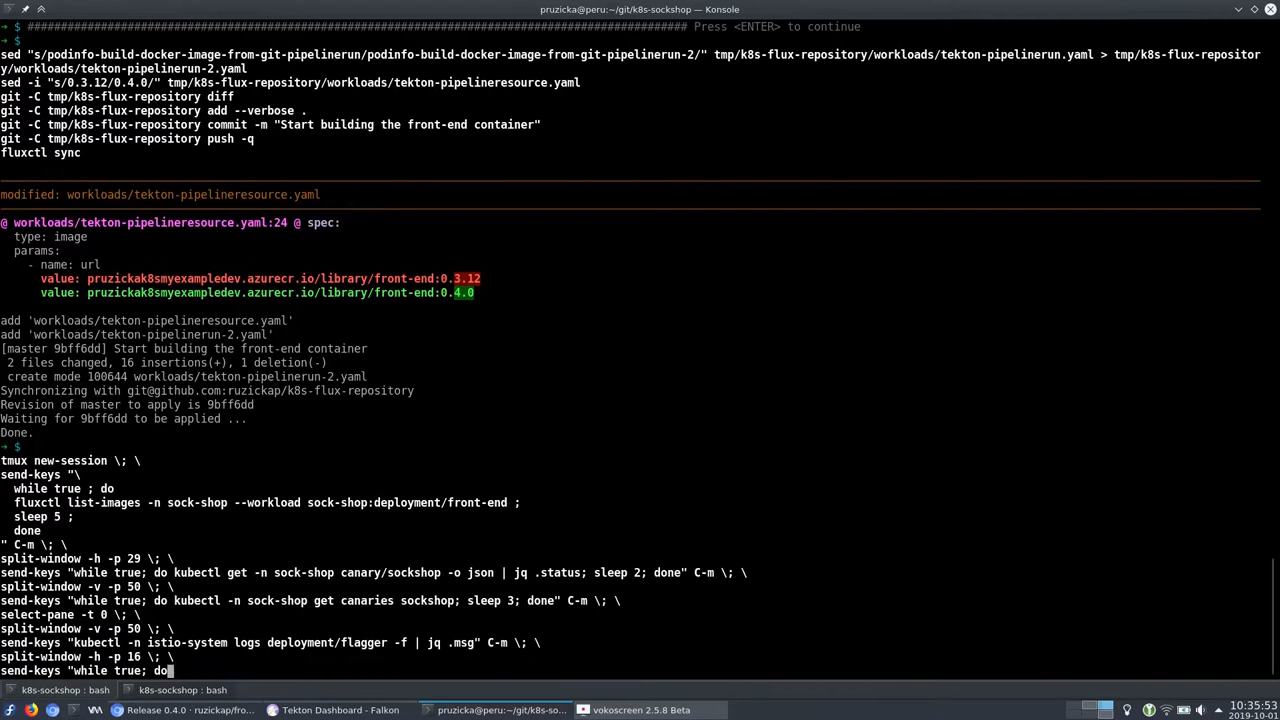 pruzicka@peru:~/git/k8s-sockshop — Konsole
➜ $ ################################################################################################### Press <ENTER> to continue
➜ $
sed "s/podinfo-build-docker-image-from-git-pipelinerun/podinfo-build-docker-image-from-git-pipelinerun-2/" tmp/k8s-flux-repository/workloads/tekton-pipelinerun.yaml > tmp/k8s-flux-repositor
y/workloads/tekton-pipelinerun-2.yaml
sed -i "s/0.3.12/0.4.0/" tmp/k8s-flux-repository/workloads/tekton-pipelineresource.yaml
git -C tmp/k8s-flux-repository diff
git -C tmp/k8s-flux-repository add --verbose .
git -C tmp/k8s-flux-repository commit -m "Start building the front-end container"
git -C tmp/k8s-flux-repository push -q
fluxctl sync
modified: workloads/tekton-pipelineresource.yaml
@ workloads/tekton-pipelineresource.yaml:24 @ spec:
type: image
params:
- name: url
value: pruzickak8smyexampledev.azurecr.io/library/front-end:0.3.12
value: pruzickak8smyexampledev.azurecr.io/library/front-end:0.4.0
add 'workloads/tekton-pipelineresource.yaml'
add 'workloads/tekton-pipelinerun-2.yaml'
[master 9bff6dd] Start building the front-end container
2 files changed, 16 insertions(+), 1 deletion(-)
create mode 100644 workloads/tekton-pipelinerun-2.yaml
Synchronizing with git@github.com:ruzickap/k8s-flux-repository
Revision of master to apply is 9bff6dd
Waiting for 9bff6dd to be applied ...
Done.
➜ $
tmux new-session \; \
send-keys "\
while true ; do
fluxctl list-images -n sock-shop --workload sock-shop:deployment/front-end ;
sleep 5 ;
done
" C-m \; \
split-window -h -p 29 \; \
send-keys "while true; do kubectl get -n sock-shop canary/sockshop -o json | jq .status; sleep 2; done" C-m \; \
split-window -v -p 50 \; \
send-keys "while true; do kubectl -n sock-shop get canaries sockshop; sleep 3; done" C-m \; \
select-pane -t 0 \; \
split-window -v -p 50 \; \
send-keys "kubectl -n istio-system logs deployment/flagger -f | jq .msg" C-m \; \
split-window -h -p 16 \; \
send-keys "while true; do
k8s-sockshop : bash
k8s-sockshop : bash
Release 0.4.0 · ruzickap/fro...
Tekton Dashboard - Falkon
pruzicka@peru:~/git/k8s-so...
vokoscreen 2.5.8 Beta
10:35:53
2019-10-01